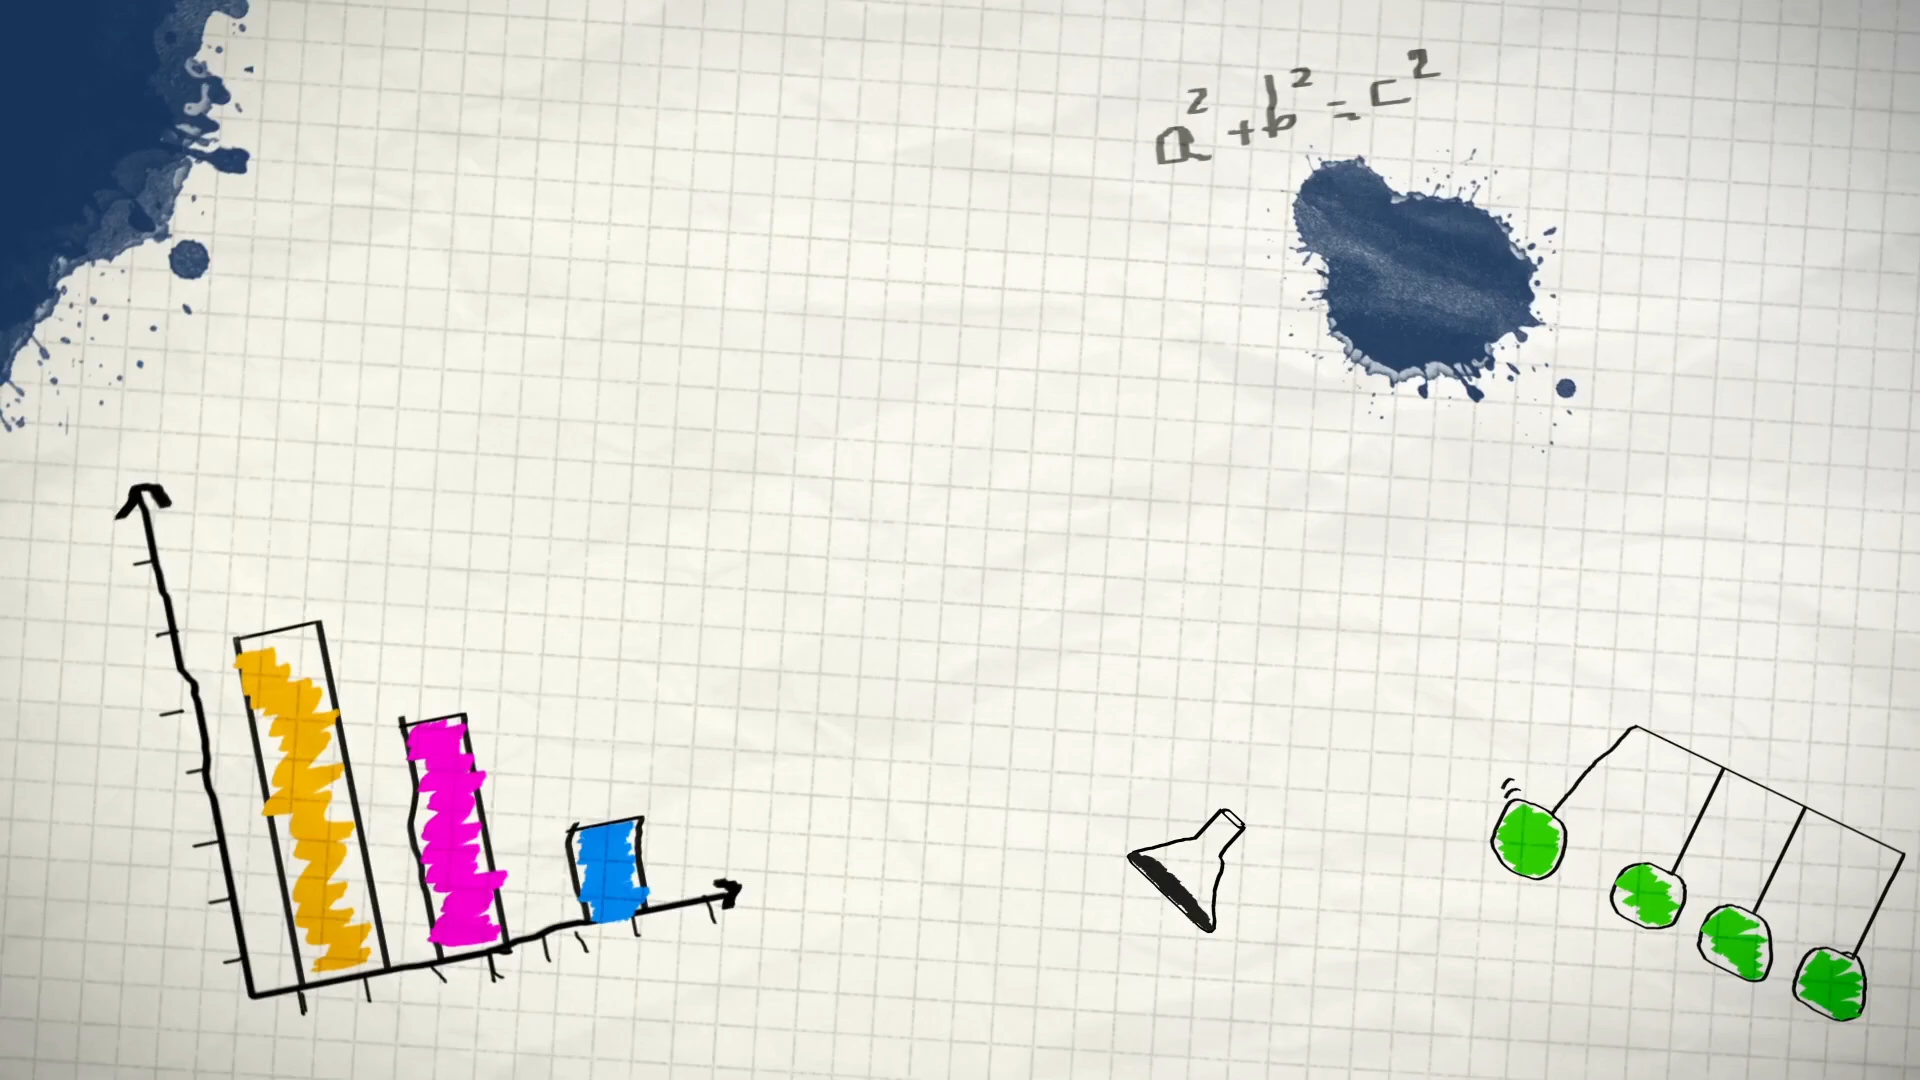 a² + b² = c²